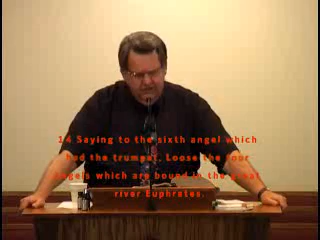 14 Saying to the sixth angel which
had the trumpet, Loose the four
angels which are bound in the great
river Euphrates.